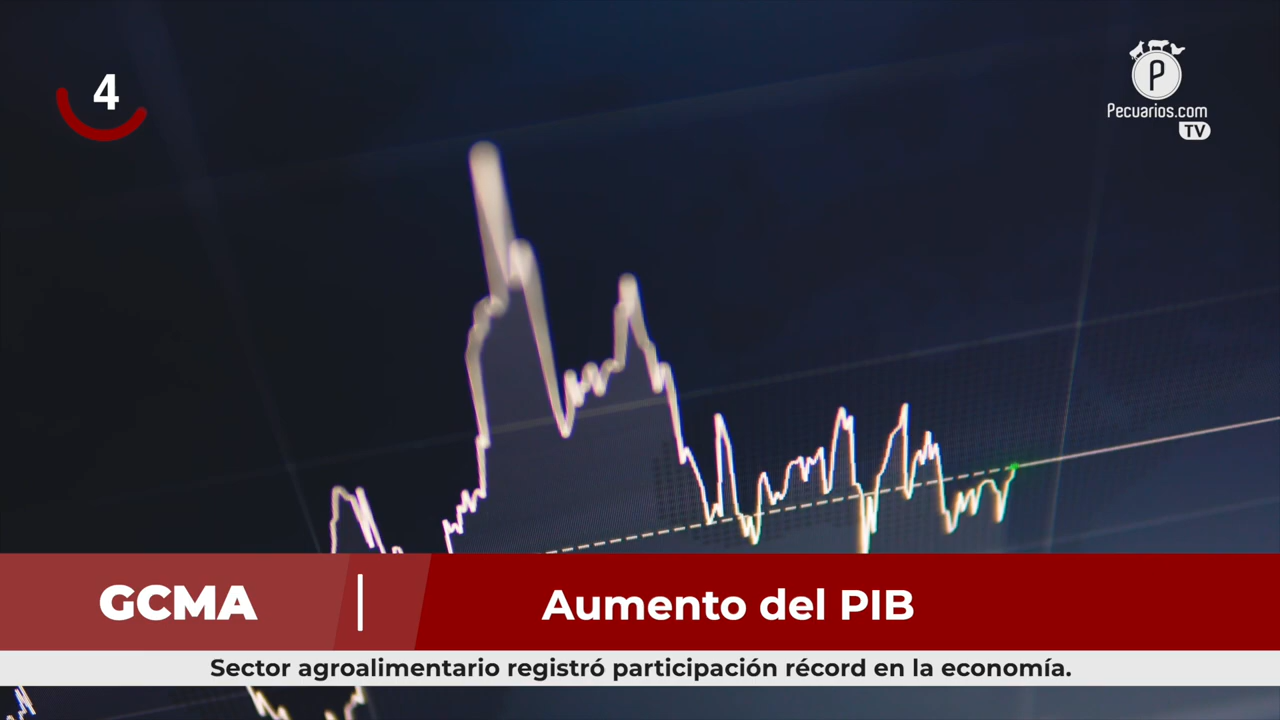 4
P
Pecuarios.com
TV
GCMA
Aumento del PIB
Sector agroalimentario registró participación récord en la economía.